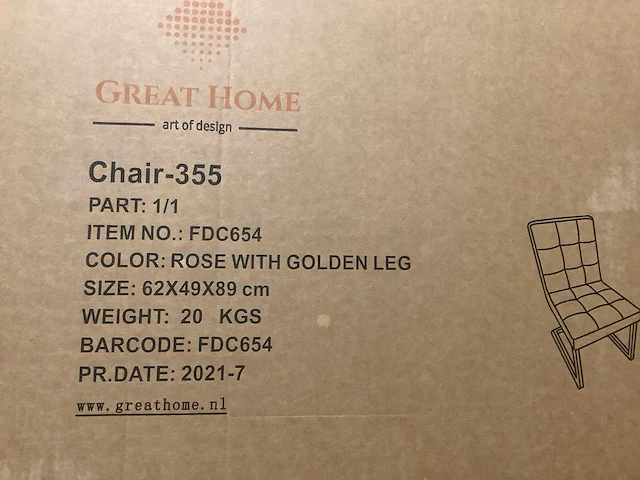 GREAT HOME
art of design
Chair-355
PART: 1/1
ITEM NO.: FDC654
COLOR: ROSE WITH GOLDEN LEG
SIZE: 62X49X89 cm
WEIGHT: 20 KGS
BARCODE: FDC654
PR.DATE: 2021-7
www.greathome.nl